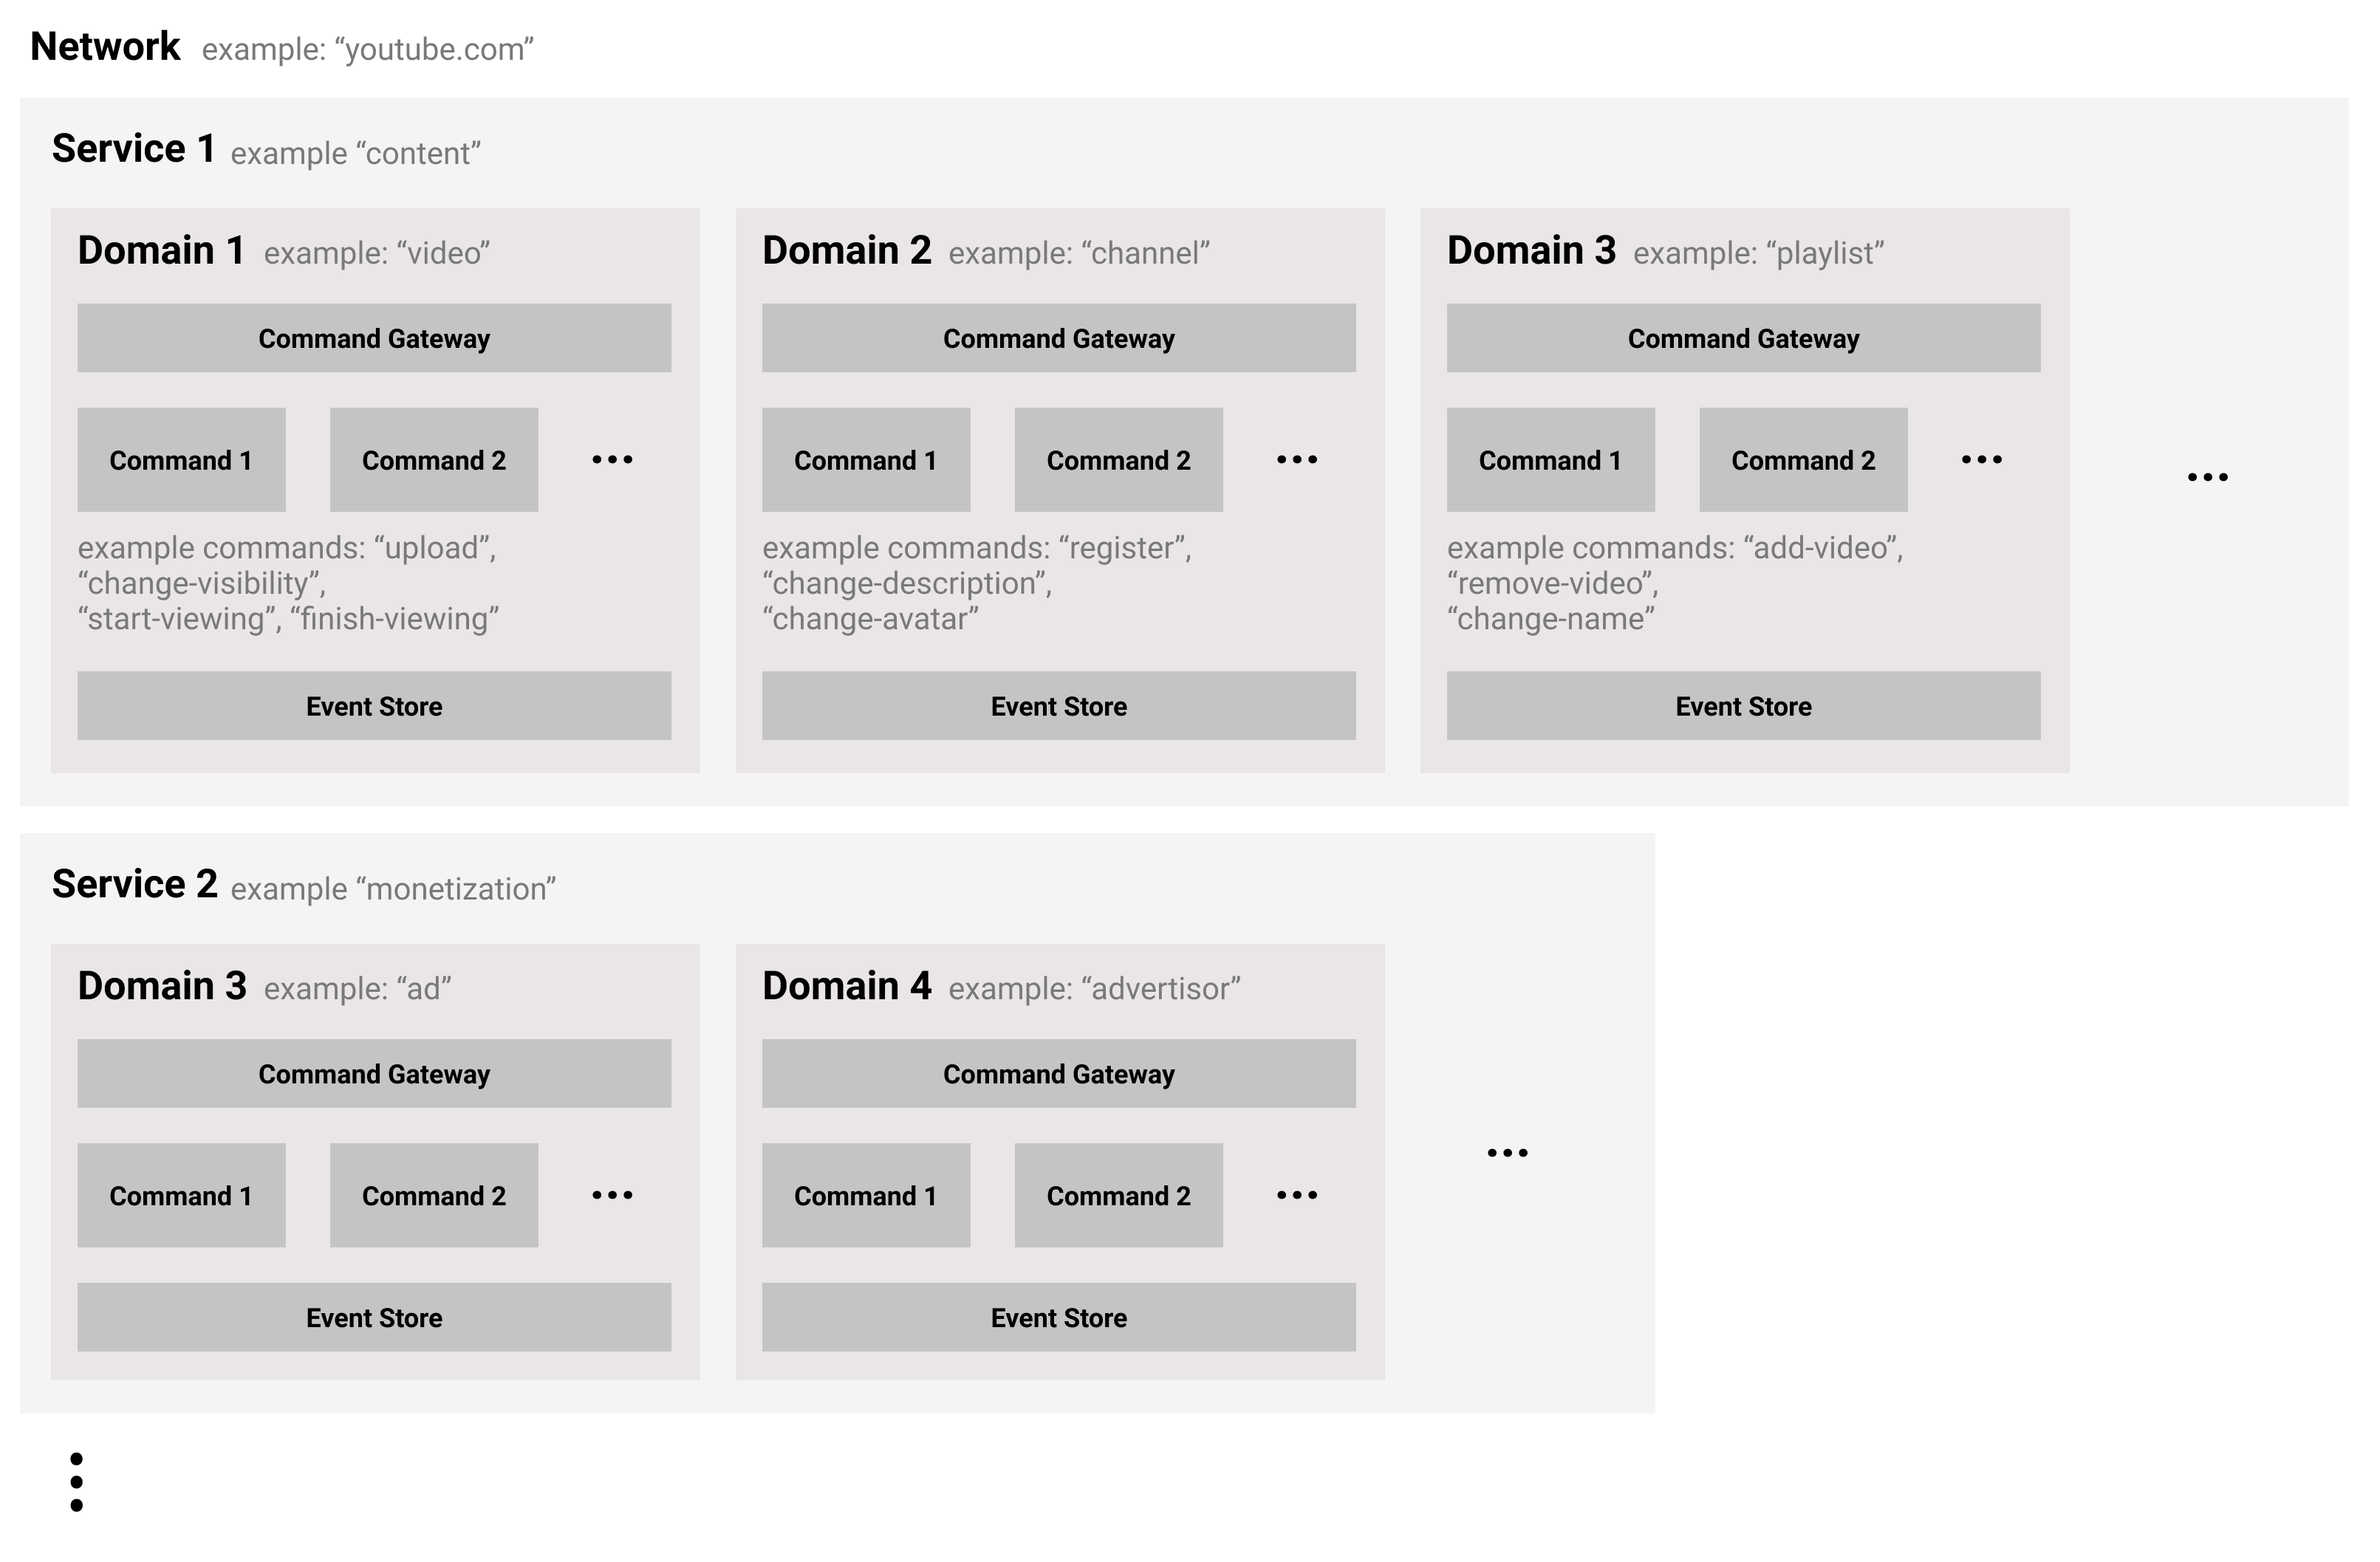 Network example: “youtube.com”
Service 1 example “content”
Domain 1 example: “video”
Command Gateway
Command 1 Command 2 ...
example commands: “upload”,
“change-visibility”,
“start-viewing”, “finish-viewing”
Event Store
Domain 2 example: “channel”
Command Gateway
Command 1 Command 2 ...
example commands: “register”,
“change-description”,
“change-avatar”
Event Store
Domain 3 example: “playlist”
Command Gateway
Command 1 Command 2 ...
example commands: “add-video”,
“remove-video”,
“change-name”
Event Store
...
Service 2 example “monetization”
Domain 3 example: “ad”
Command Gateway
Command 1 Command 2 ...
Event Store
Domain 4 example: “advertisor”
Command Gateway
Command 1 Command 2 ...
Event Store
...